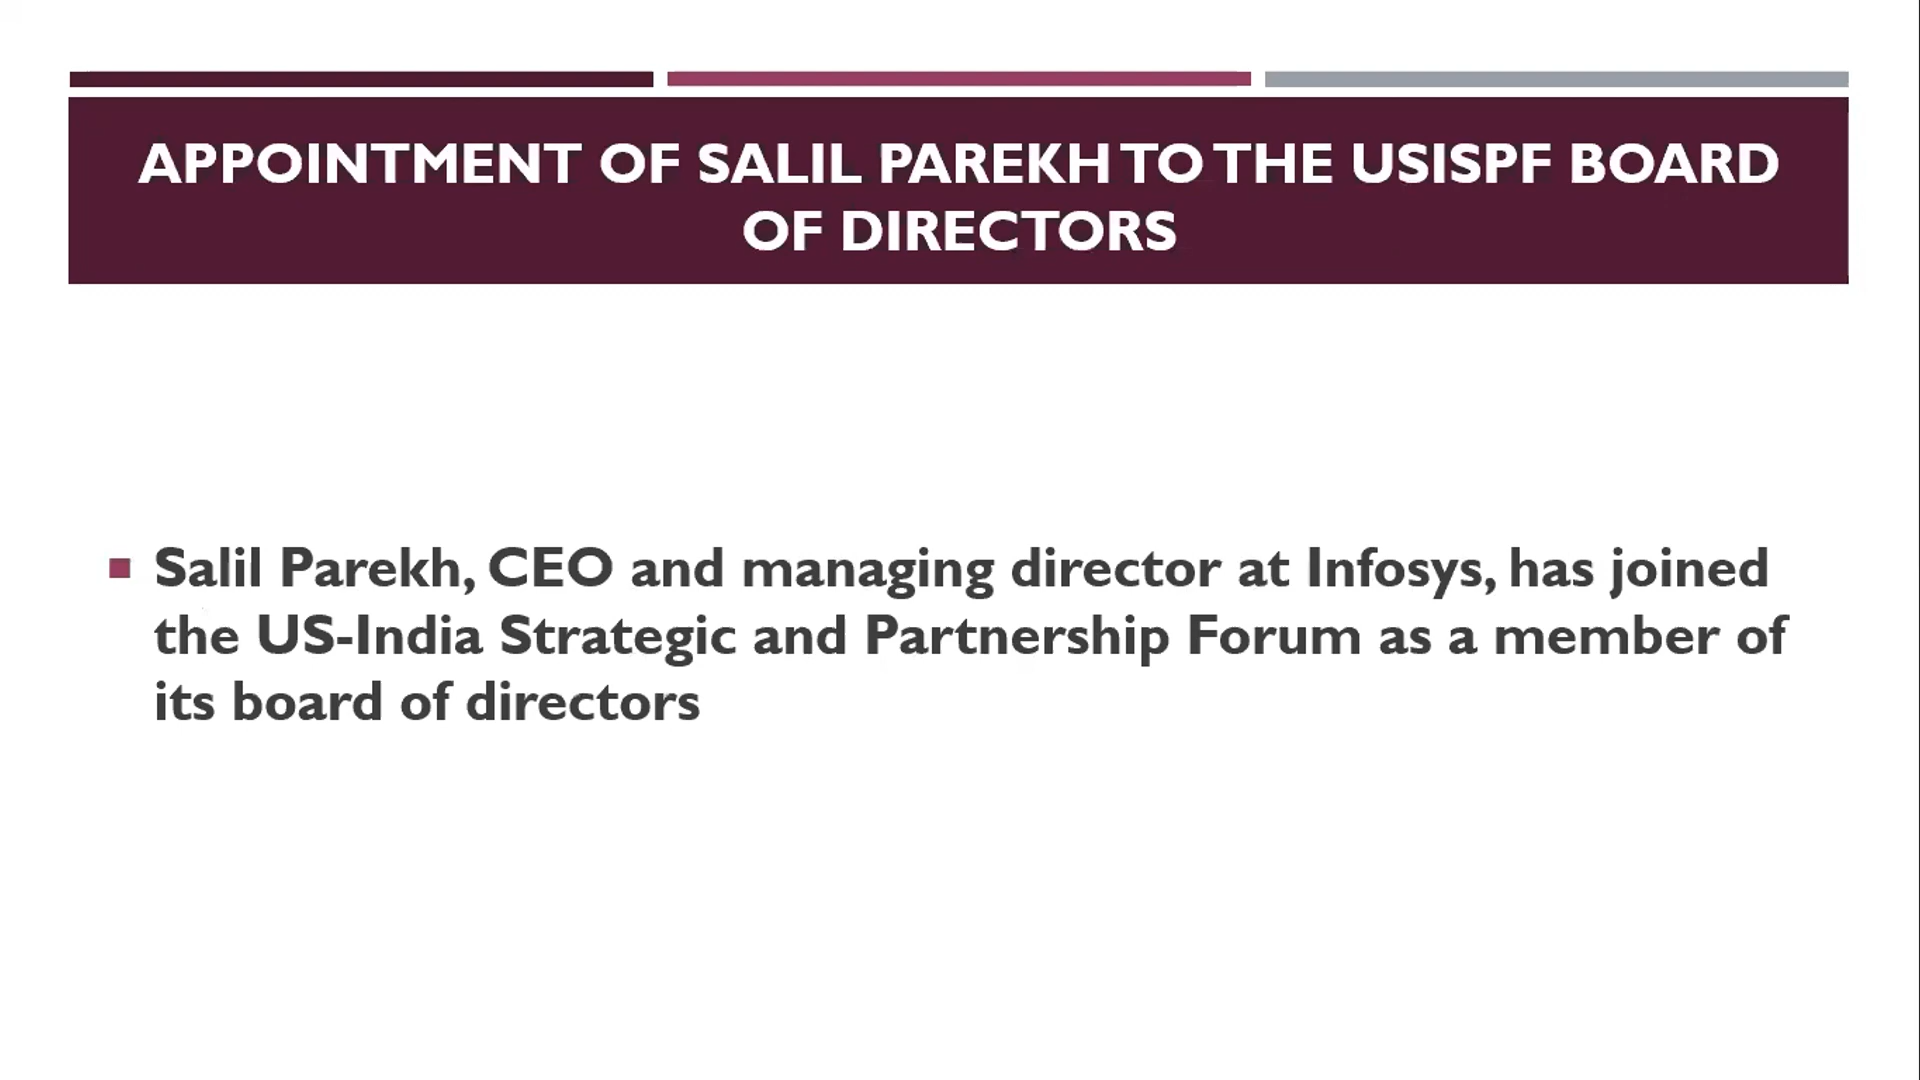 APPOINTMENT OF SALIL PAREKH TO THE USISPF BOARD
OF DIRECTORS
Salil Parekh, CEO and managing director at Infosys, has joined
the US-India Strategic and Partnership Forum as a member of
its board of directors